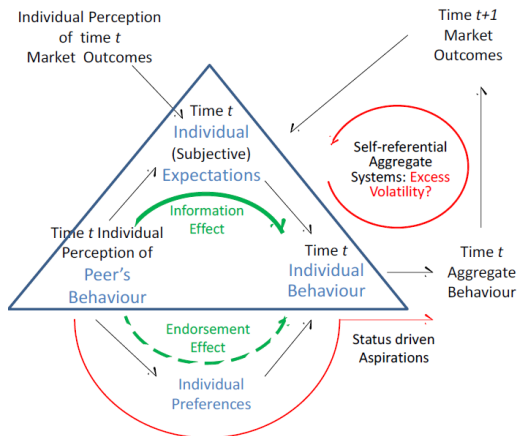 Individual Perception
of time t
Market Outcomes
Time t+1
Market
Outcomes
Time t
Individual
(Subjective)
Expectations
Self-referential
Aggregate
Systems: Excess
Volatility?
Information
Effect
Time t Individual
Perception of
Peer's
Behaviour
Time t
Individual
Behaviour
Time t
Aggregate
Behaviour
Endorsement
Effect
Status driven
Aspirations
Individual
Preferences